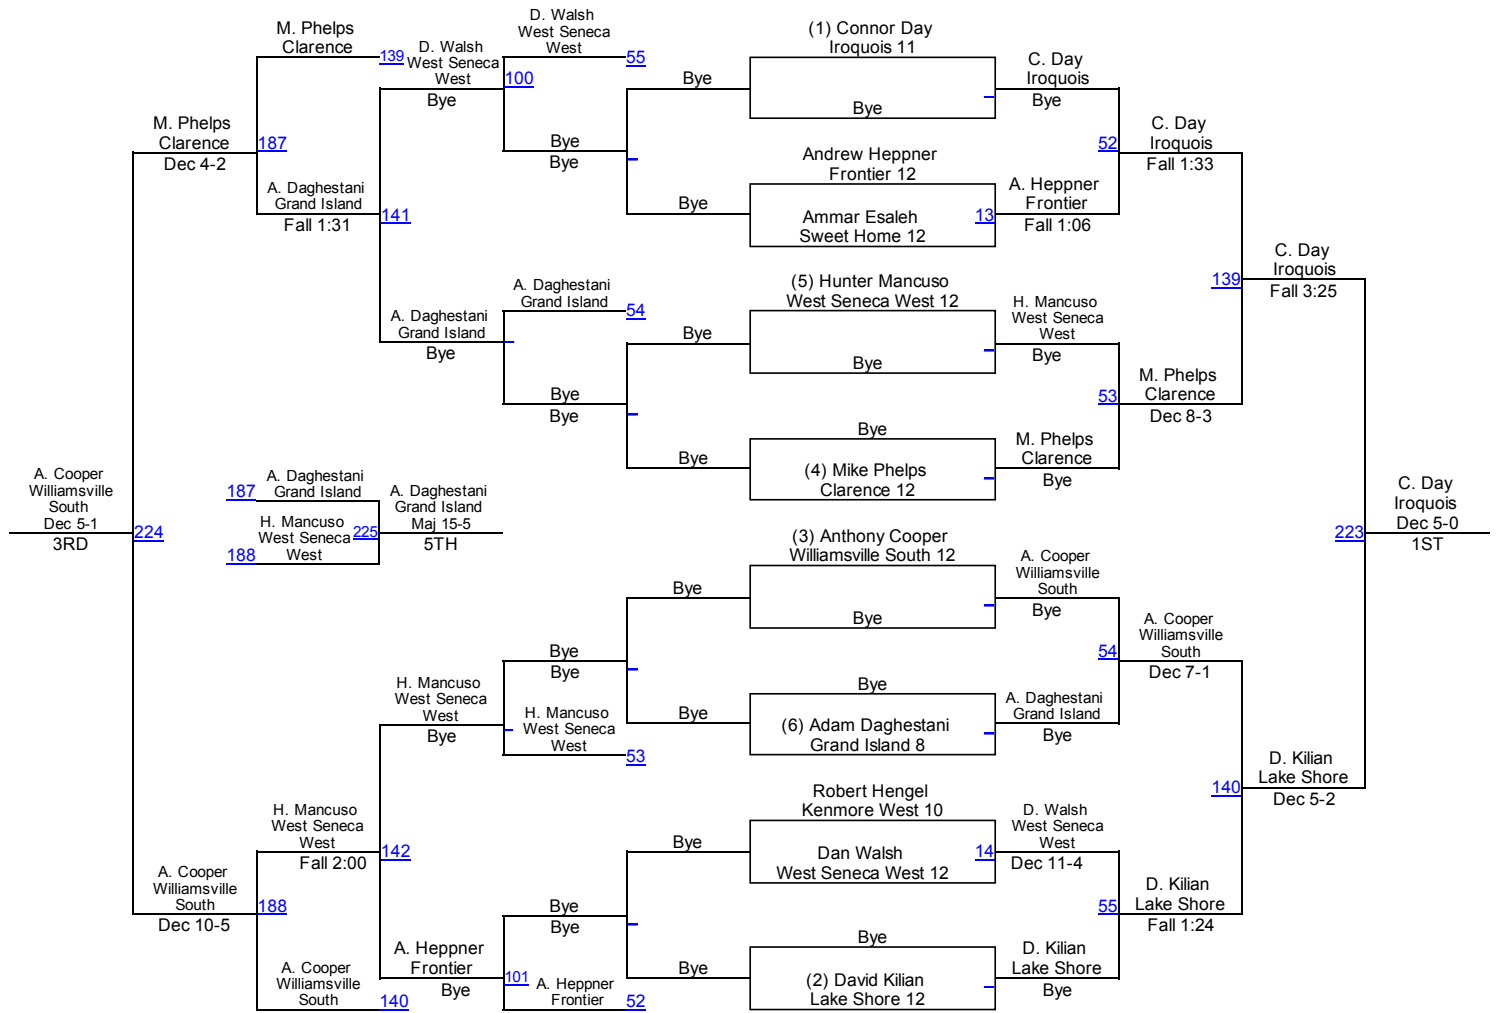 M. Phelps
Clarence
139
D. Walsh
West Seneca
West
Bye
D. Walsh
West Seneca
West
55
100
Bye
(1) Connor Day
Iroquois 11
Bye
C. Day
Iroquois
Bye
M. Phelps
Clarence
Dec 4-2
187
Bye
Bye
Andrew Heppner
Frontier 12
52
C. Day
Iroquois
Fall 1:33
A. Daghestani
Grand Island
Fall 1:31
141
Bye
Ammar Esaleh
Sweet Home 12
13
A. Heppner
Frontier
Fall 1:06
A. Daghestani
Grand Island
54
(5) Hunter Mancuso
West Seneca West 12
139
C. Day
Iroquois
Fall 3:25
A. Daghestani
Grand Island
Bye
Bye
Bye
H. Mancuso
West Seneca
West
Bye
Bye
Bye
53
M. Phelps
Clarence
Dec 8-3
Bye
Bye
(4) Mike Phelps
Clarence 12
M. Phelps
Clarence
Bye
A. Cooper
Williamsville
South
Dec 5-1
3RD
224
187
A. Daghestani
Grand Island
H. Mancuso
West Seneca
West
188
225
A. Daghestani
Grand Island
Maj 15-5
5TH
223
C. Day
Iroquois
Dec 5-0
1ST
(3) Anthony Cooper
Williamsville South 12
Bye
Bye
A. Cooper
Williamsville
South
Bye
Bye
Bye
54
A. Cooper
Williamsville
South
Dec 7-1
H. Mancuso
West Seneca
West
Bye
H. Mancuso
West Seneca
West
53
Bye
Bye
(6) Adam Daghestani
Grand Island 8
A. Daghestani
Grand Island
Bye
140
D. Kilian
Lake Shore
Dec 5-2
H. Mancuso
West Seneca
West
Fall 2:00
142
Bye
Robert Hengel
Kenmore West 10
Dan Walsh
West Seneca West 12
14
D. Walsh
West Seneca
West
Dec 11-4
A. Cooper
Williamsville
South
Dec 10-5
188
Bye
Bye
55
D. Kilian
Lake Shore
Fall 1:24
A. Heppner
Frontier
Bye
101
A. Heppner
Frontier
52
Bye
Bye
(2) David Kilian
Lake Shore 12
D. Kilian
Lake Shore
Bye
A. Cooper
Williamsville
South
140